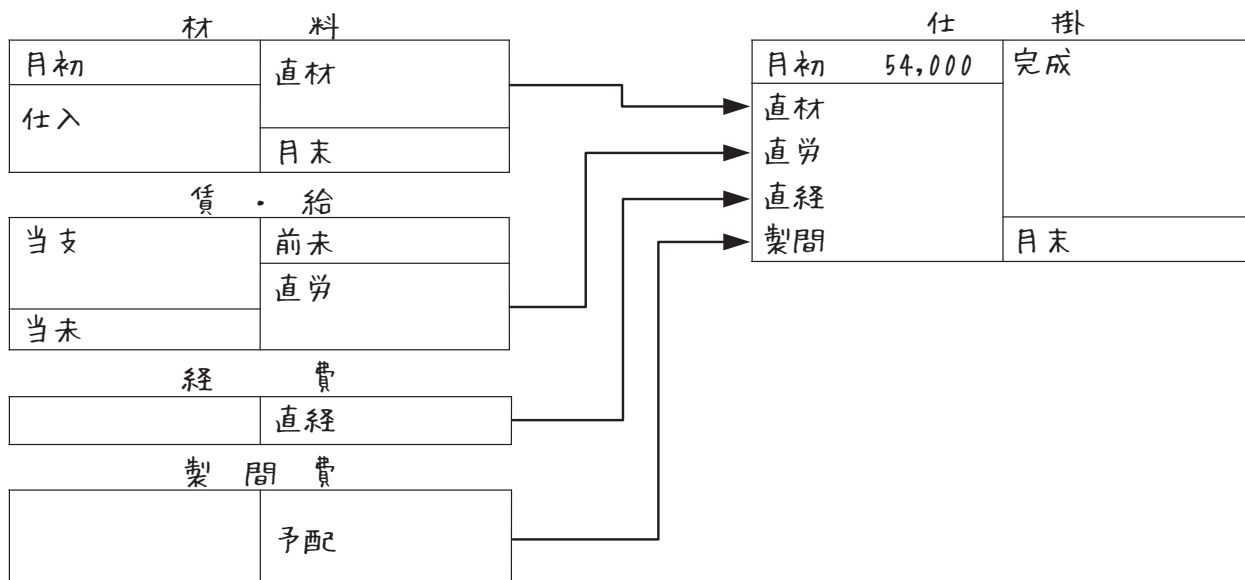 材 料
月初 直材
仕入
月末
賃 ・ 給
当支 前未
直労
当未
経 費
直経
製 間 費
予配
仕 掛
月初 54,000 完成
直材
直労
直経
製間 月末